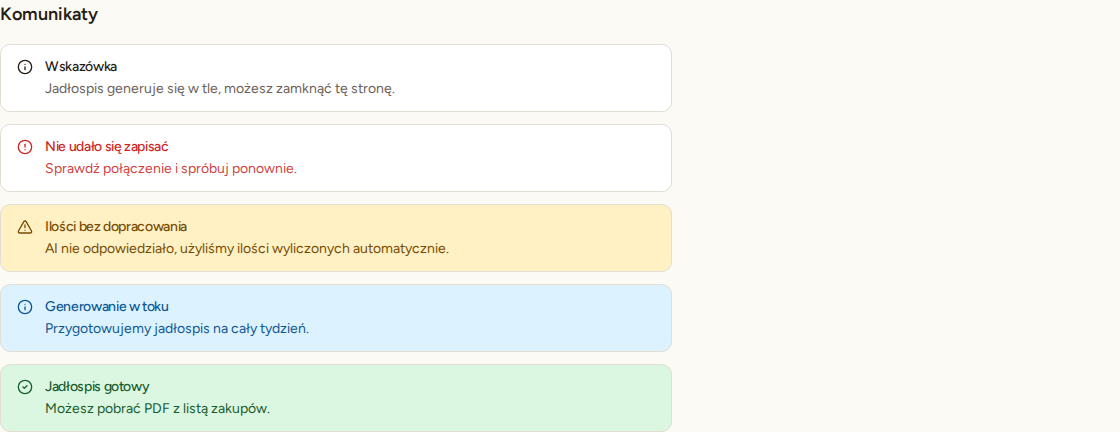 Komunikaty
Wskazówka
Jadłospis generuje się w tle, możesz zamknąć tę stronę.
Nie udało się zapisać
Sprawdź połączenie i spróbuj ponownie.
Ilości bez dopracowania
AI nie odpowiedziało, użyliśmy ilości wyliczonych automatycznie.
Generowanie w toku
Przygotowujemy jadłospis na cały tydzień.
Jadłospis gotowy
Możesz pobrać PDF z listą zakupów.